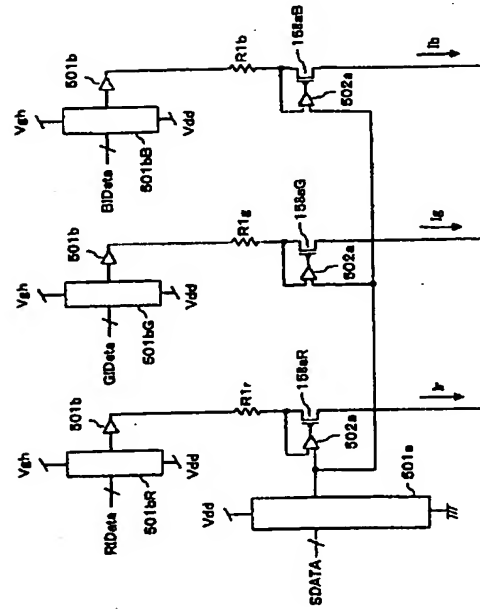 Vgh
501b
RIData
501bR
Vdd
R1r
158aR
502a
Ir
Vgh
501b
GIData
501bG
Vdd
R1g
158aG
502a
Ig
Vgh
501b
BIData
501bB
Vdd
R1b
158aB
502a
Ib
Vdd
SDATA
501a